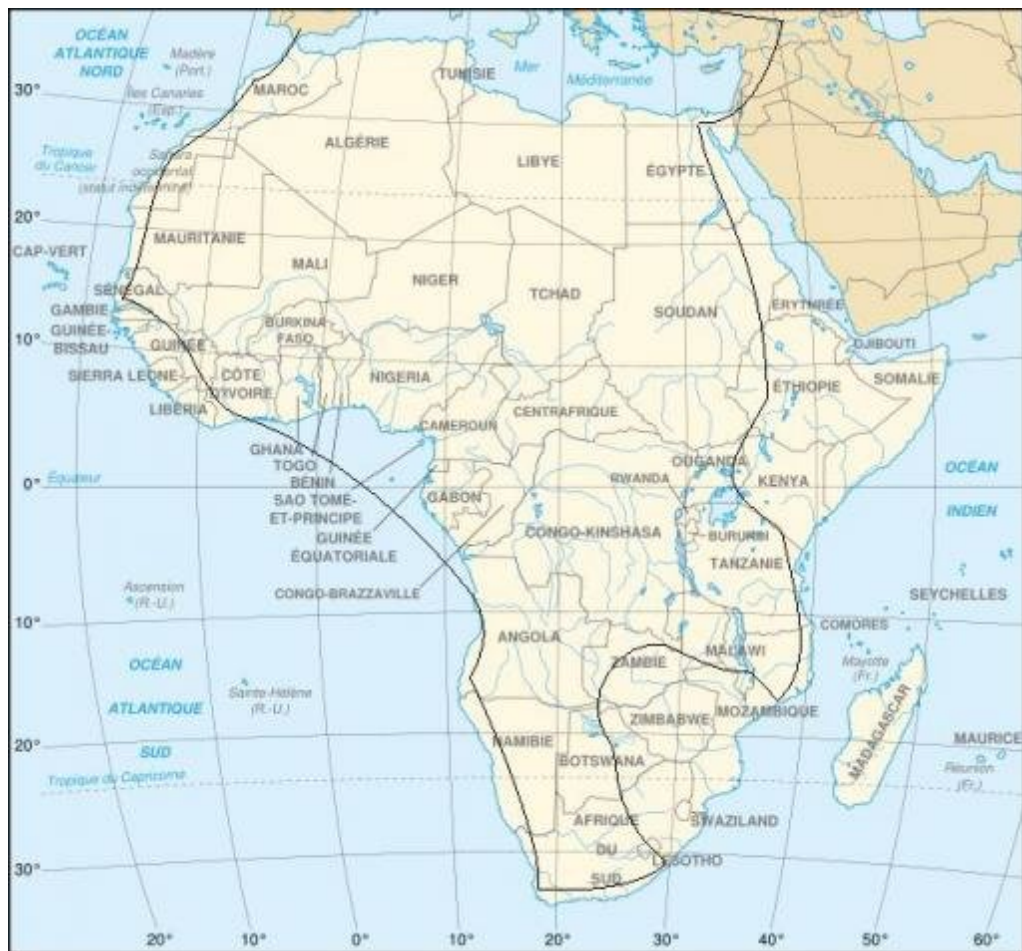 OCÉAN
ATLANTIQUE
NORD
Madère
(Port.)
Îles Canaries
(Esp.)
30°
Tropique
du Cancer
Sahara
occidental
(statut indéterminé)
20°
CAP-VERT
MAROC
TUNISIE
Mer
Méditerranée
ALGÉRIE
LIBYE
ÉGYPTE
MAURITANIE
MALI
NIGER
TCHAD
SOUDAN
ÉRYTHRÉE
SÉNÉGAL
GAMBIE
GUINÉE-
BISSAU
10°
GUINÉE
BURKINA
FASO
DJIBOUTI
SIERRA LEONE
CÔTE
D'IVOIRE
NIGERIA
SOMALIE
ÉTHIOPIE
LIBÉRIA
CENTRAFRIQUE
CAMEROUN
GHANA
TOGO
BÉNIN
SAO TOMÉ-
ET-PRINCIPE
GUINÉE
ÉQUATORIALE
CONGO-BRAZZAVILLE
OUGANDA
RWANDA
KENYA
OCÉAN
INDIEN
Équateur
0°
GABON
CONGO-KINSHASA
BURUNDI
TANZANIE
Ascension
(R.-U.)
SEYCHELLES
10°
ANGOLA
COMORES
MALAWI
ZAMBIE
Mayotte
(Fr.)
OCÉAN
ATLANTIQUE
SUD
Sainte-Hélène
(R.-U.)
MOZAMBIQUE
ZIMBABWE
MADAGASCAR
NAMIBIE
BOTSWANA
MAURICE
Réunion
(Fr.)
20°
Tropique du Capricorne
AFRIQUE
DU
SUD
SWAZILAND
LESOTHO
30°
20°
10°
0°
10°
20°
30°
40°
50°
60°